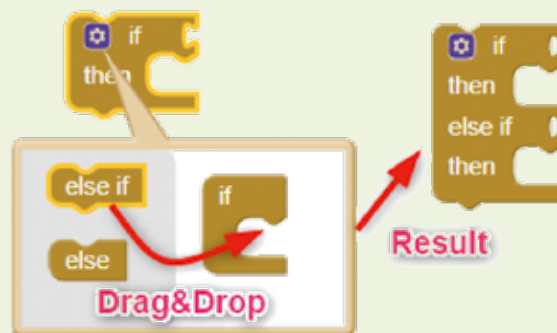 if
then
else if
if
else
Drag&Drop
if
then
else if
then
Result